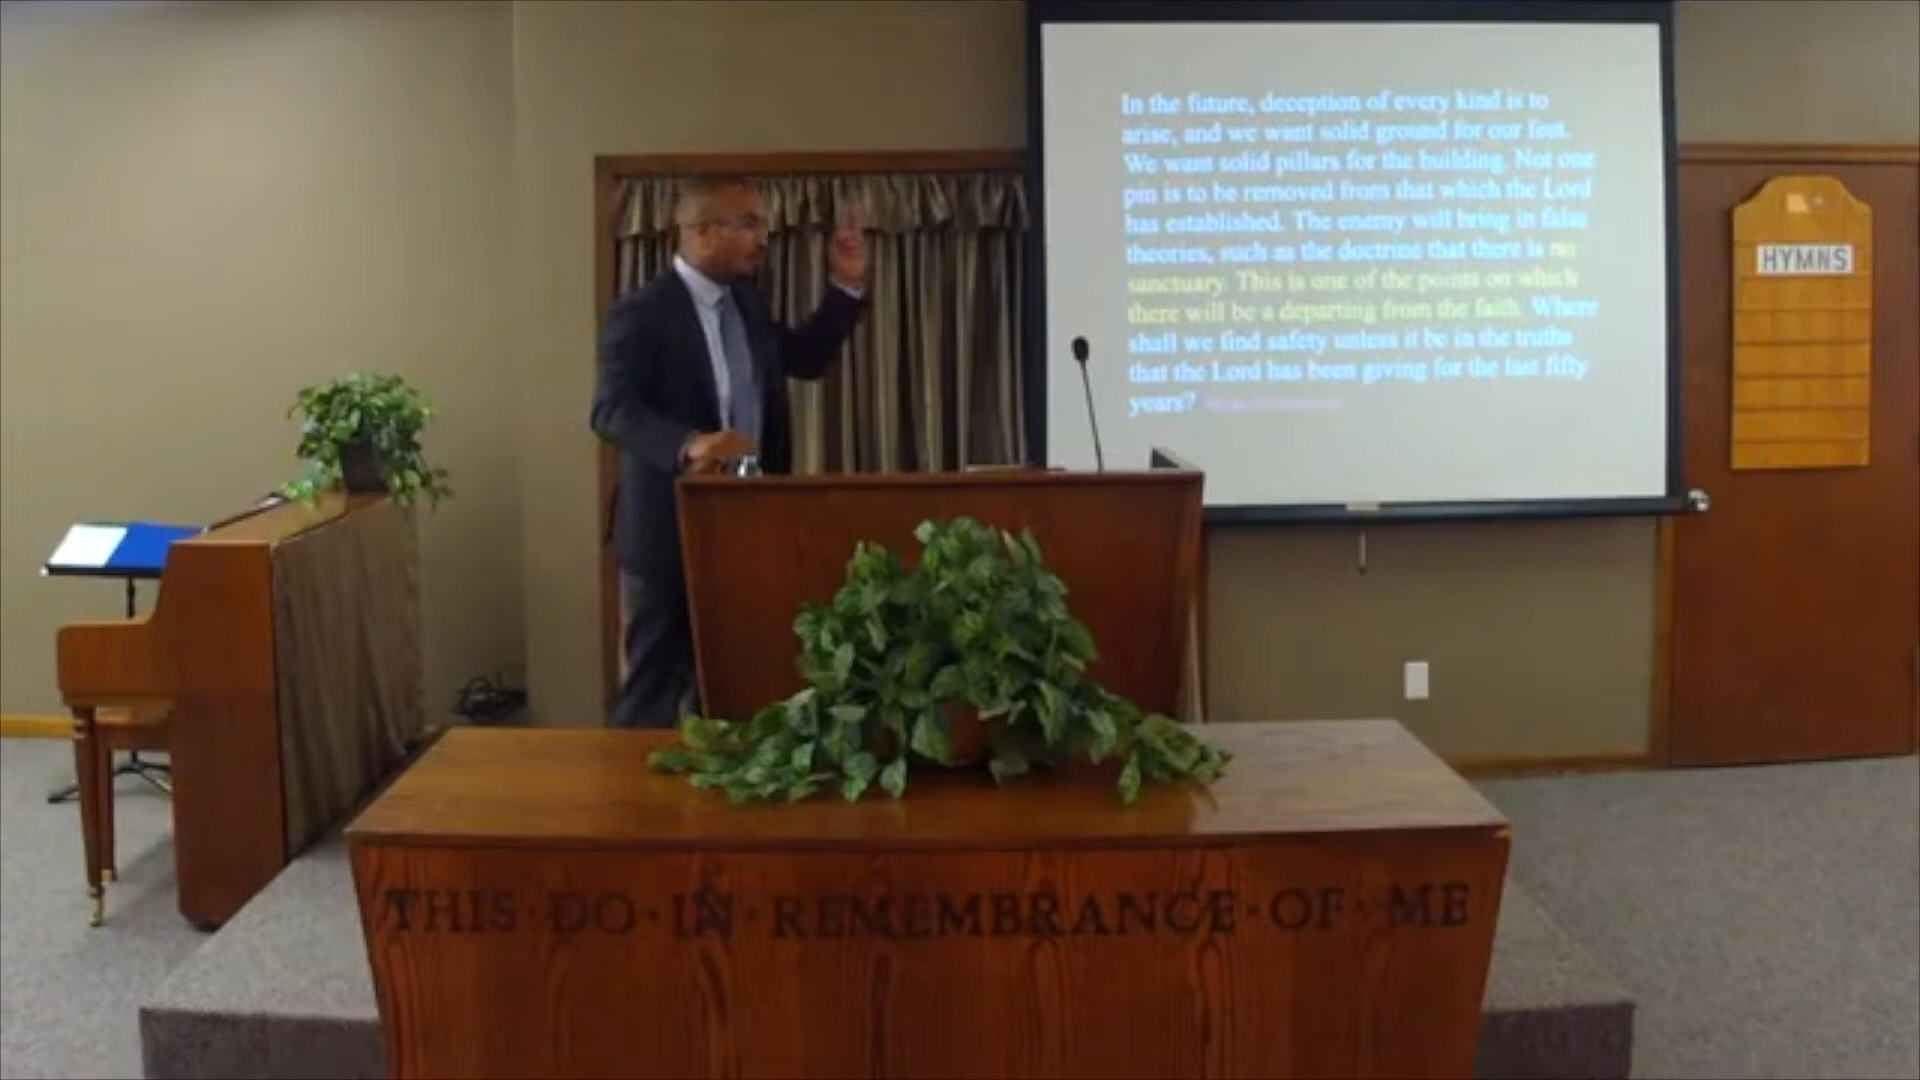 In the future, deception of every kind is to
arise, and we want solid ground for our feet.
We want solid pillars for the building. Not one
pin is to be removed from that which the Lord
has established. The enemy will bring in false
theories, such as the doctrine that there is no
sanctuary. This is one of the points on which
there will be a departing from the faith. Where
shall we find safety unless it be in the truths
that the Lord has been giving for the last fifty
years?
HYMNS
THIS·DO·IN·REMEMBRANCE·OF·ME